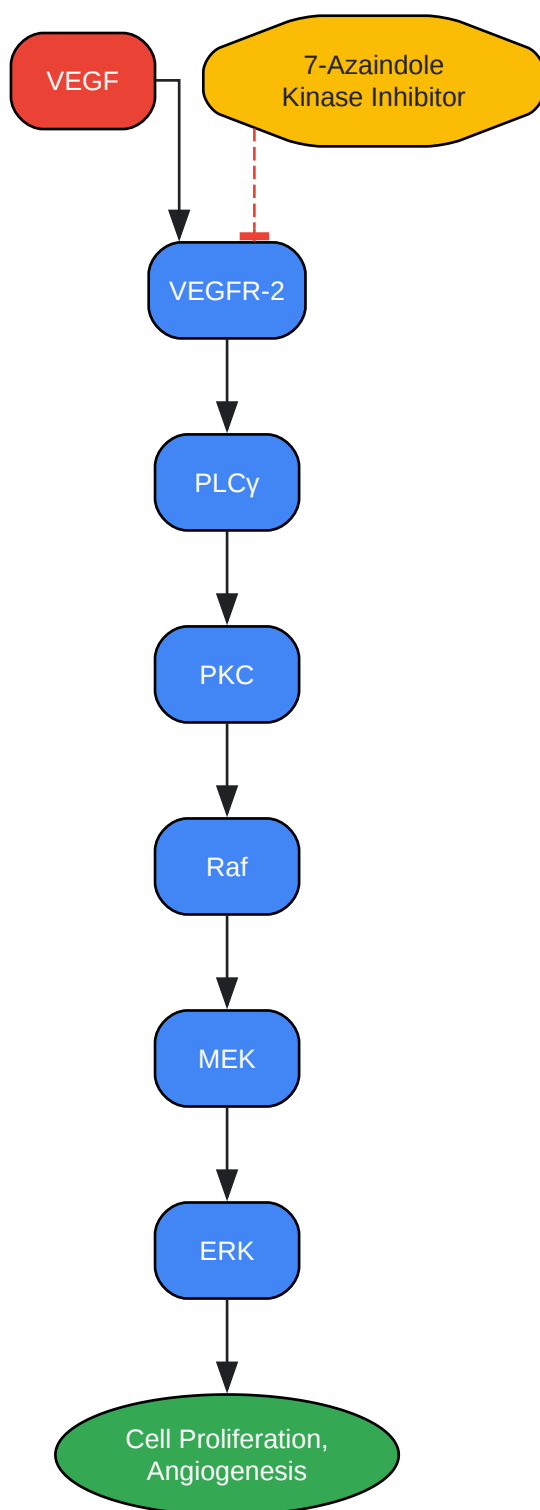 VEGF
7-Azaindole
Kinase Inhibitor
VEGFR-2
PLCγ
PKC
Raf
MEK
ERK
Cell Proliferation,
Angiogenesis